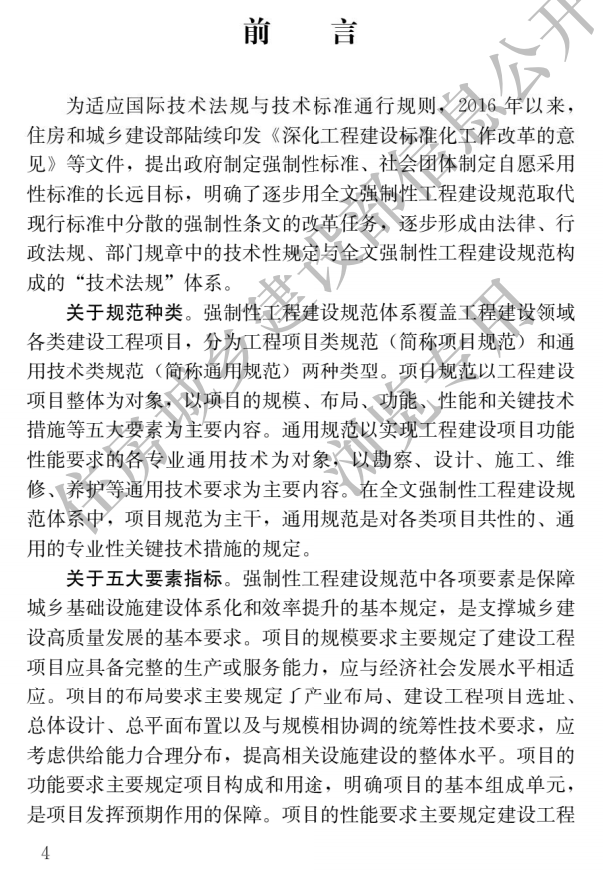 前言
为适应国际技术法规与技术标准通行规则，2016 年以来，
住房和城乡建设部陆续印发《深化工程建设标准化工作改革的意
见》等文件，提出政府制定强制性标准、社会团体制定自愿采用
性标准的长远目标，明确了逐步用全文强制性工程建设规范取代
现行标准中分散的强制性条文的改革任务，逐步形成由法律、行
政法规、部门规章中的技术性规定与全文强制性工程建设规范构
成的“技术法规”体系。
关于规范种类。强制性工程建设规范体系覆盖工程建设领域
各类建设工程项目，分为工程项目类规范（简称项目规范）和通
用技术类规范（简称通用规范）两种类型。项目规范以工程建设
项目整体为对象，以项目的规模、布局、功能、性能和关键技术
措施等五大要素为主要内容。通用规范以实现工程建设项目功能
性能要求的各专业通用技术为对象，以勘察、设计、施工、维
修、养护等通用技术要求为主要内容。在全文强制性工程建设规
范体系中，项目规范为主干，通用规范是对各类项目共性的、通
用的专业性关键技术措施的规定。
关于五大要素指标。强制性工程建设规范中各项要素是保障
城乡基础设施建设体系化和效率提升的基本规定，是支撑城乡建
设高质量发展的基本要求。项目的规模要求主要规定了建设工程
项目应具备完整的生产或服务能力，应与经济社会发展水平相适
应。项目的布局要求主要规定了产业布局、建设工程项目选址、
总体设计、总平面布置以及与规模相协调的统筹性技术要求，应
考虑供给能力合理分布，提高相关设施建设的整体水平。项目的
功能要求主要规定项目构成和用途，明确项目的基本组成单元，
是项目发挥预期作用的保障。项目的性能要求主要规定建设工程
4
住房城乡建设部信息公开
浏览专用